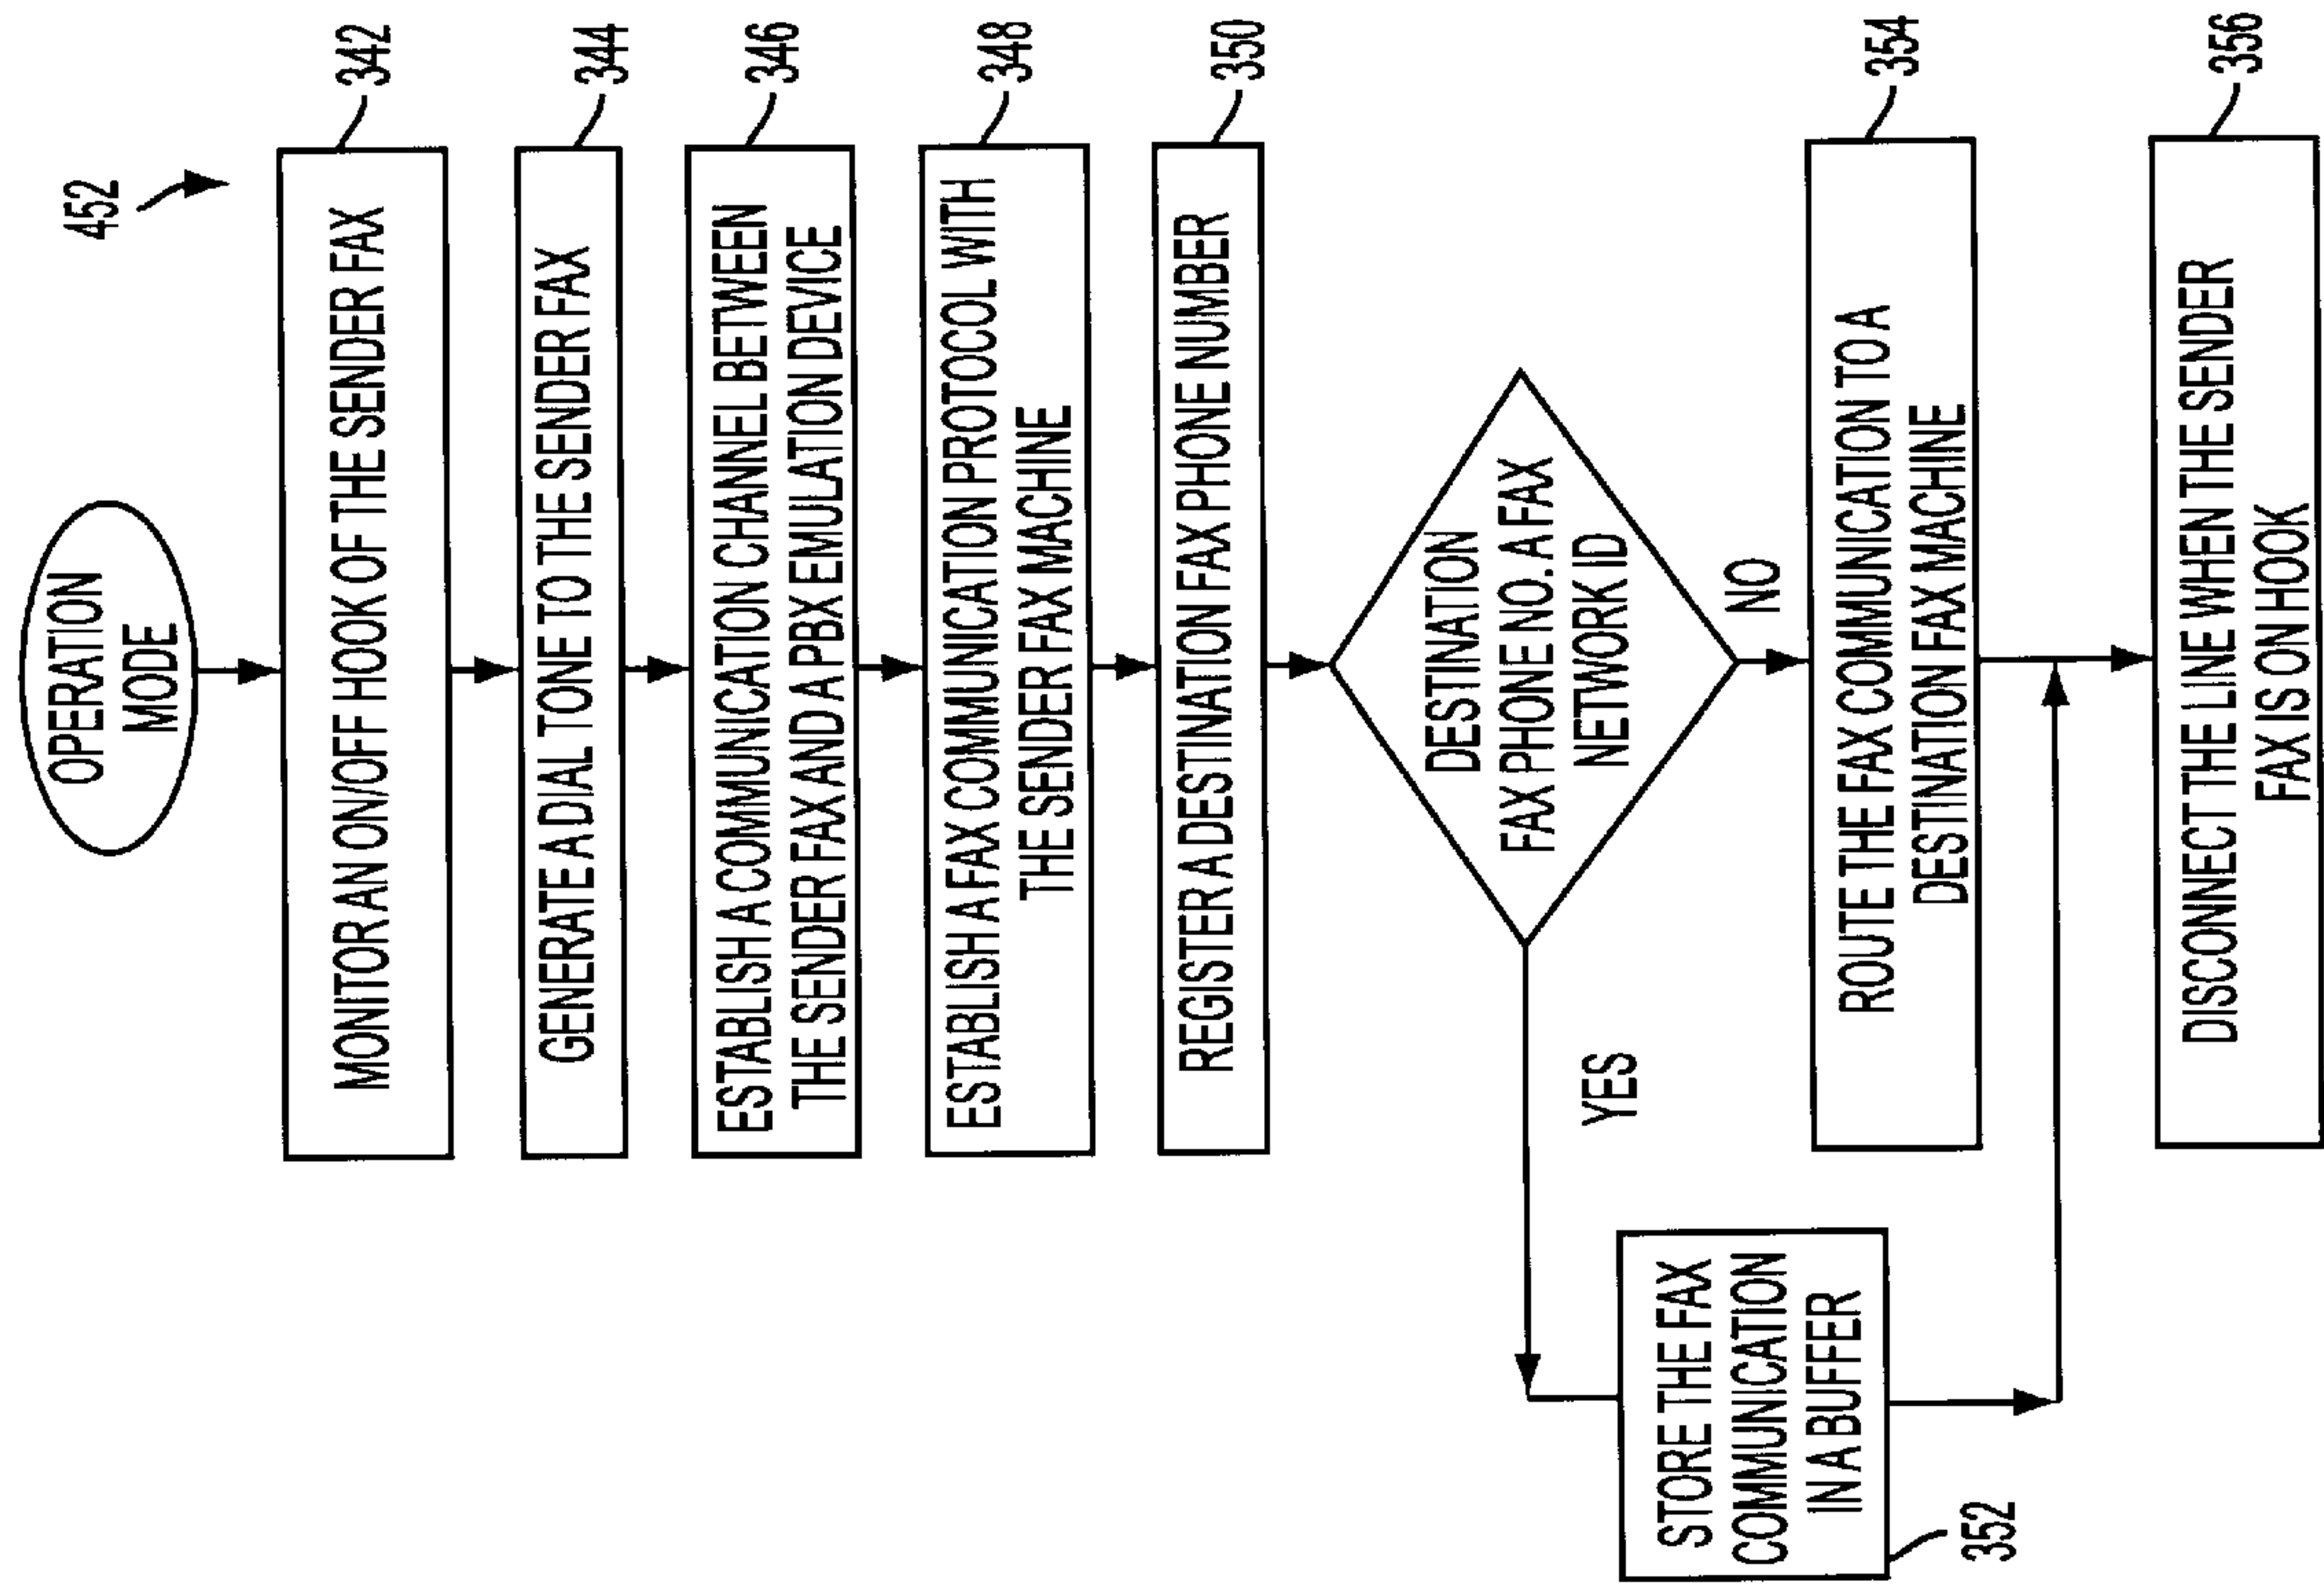 452
OPERATION
MODE
MONITOR AN ON/OFF HOOK OF THE SENDER FAX
342
GENERATE A DIAL TONE TO THE SENDER FAX
344
ESTABLISH A COMMUNICATION CHANNEL BETWEEN
THE SENDER FAX AND A PBX EMULATION DEVICE
346
ESTABLISH A FAX COMMUNICATION PROTOCOL WITH
THE SENDER FAX MACHINE
348
REGISTER A DESTINATION FAX PHONE NUMBER
350
DESTINATION
FAX PHONE NO. A FAX
NETWORK ID
YES
NO
STORE THE FAX
COMMUNICATION
IN A BUFFER
352
ROUTE THE FAX COMMUNICATION TO A
DESTINATION FAX MACHINE
354
DISCONNECT THE LINE WHEN THE SENDER
FAX IS ON HOOK
356